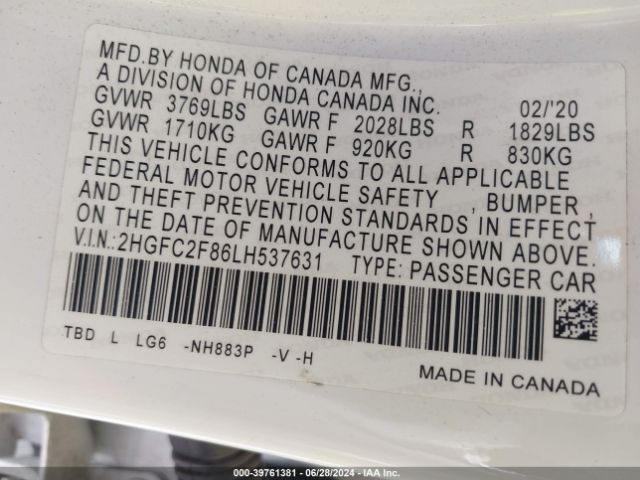 MFD.BY HONDA OF CANADA MFG.,
A DIVISION OF HONDA CANADA INC. 02/'20
GVWR 3769LBS GAWR F 2028LBS R 1829LBS
GVWR 1710KG GAWR F 920KG R 830KG
THIS VEHICLE CONFORMS TO ALL APPLICABLE
FEDERAL MOTOR VEHICLE SAFETY , BUMPER ,
AND THEFT PREVENTION STANDARDS IN EFFECT
ON THE DATE OF MANUFACTURE SHOWN ABOVE.
V.I.N.:2HGFC2F86LH537631 TYPE: PASSENGER CAR
TBD L LG6 -NH883P -V -H
MADE IN CANADA
000-39761381 - 06/28/2024 - IAA Inc.